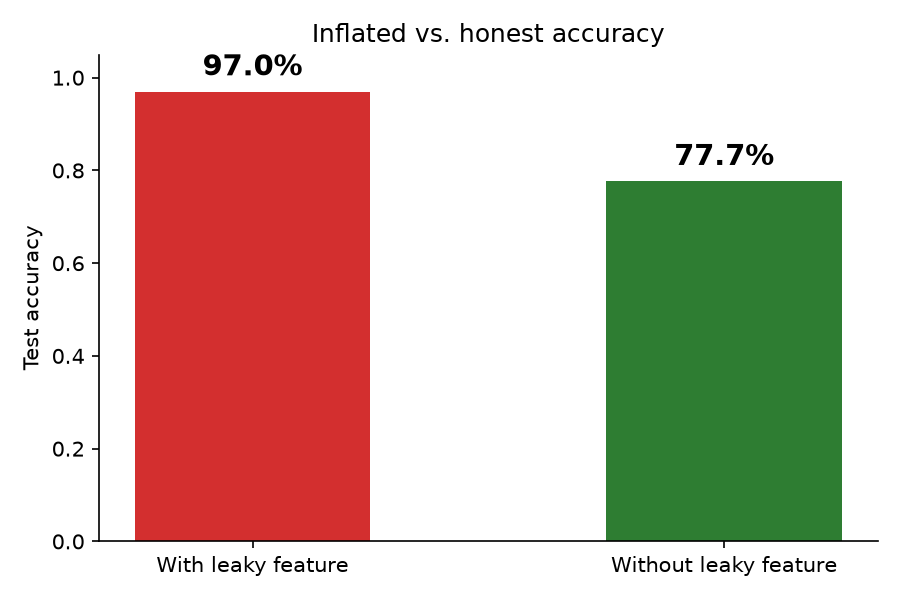 Inflated vs. honest accuracy
97.0%
77.7%
Test accuracy
1.0
0.8
0.6
0.4
0.2
0.0
With leaky feature
Without leaky feature